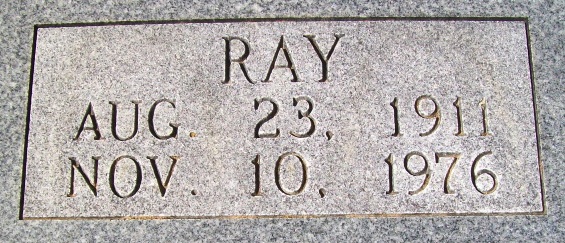 RAY
AUG. 23, 1911
NOV. 10, 1976